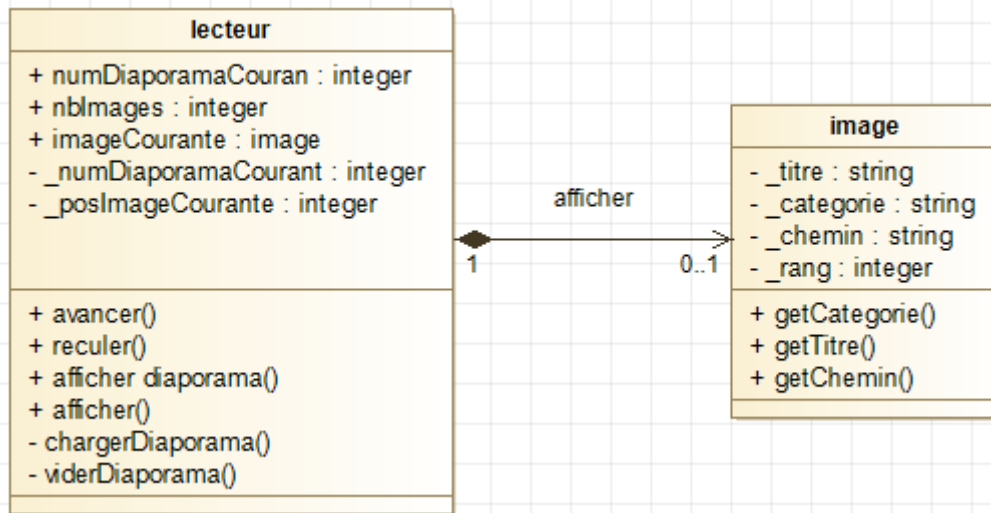 lecteur
+ numDiaporamaCouran : integer
+ nbImages : integer
+ imageCourante : image
- _numDiaporamaCourant : integer
- _posImageCourante : integer
+ avancer()
+ reculer()
+ afficher diaporama()
+ afficher()
- chargerDiaporama()
- viderDiaporama()
afficher
1
0..1
image
- _titre : string
- _categorie : string
- _chemin : string
- _rang : integer
+ getCategorie()
+ getTitre()
+ getChemin()